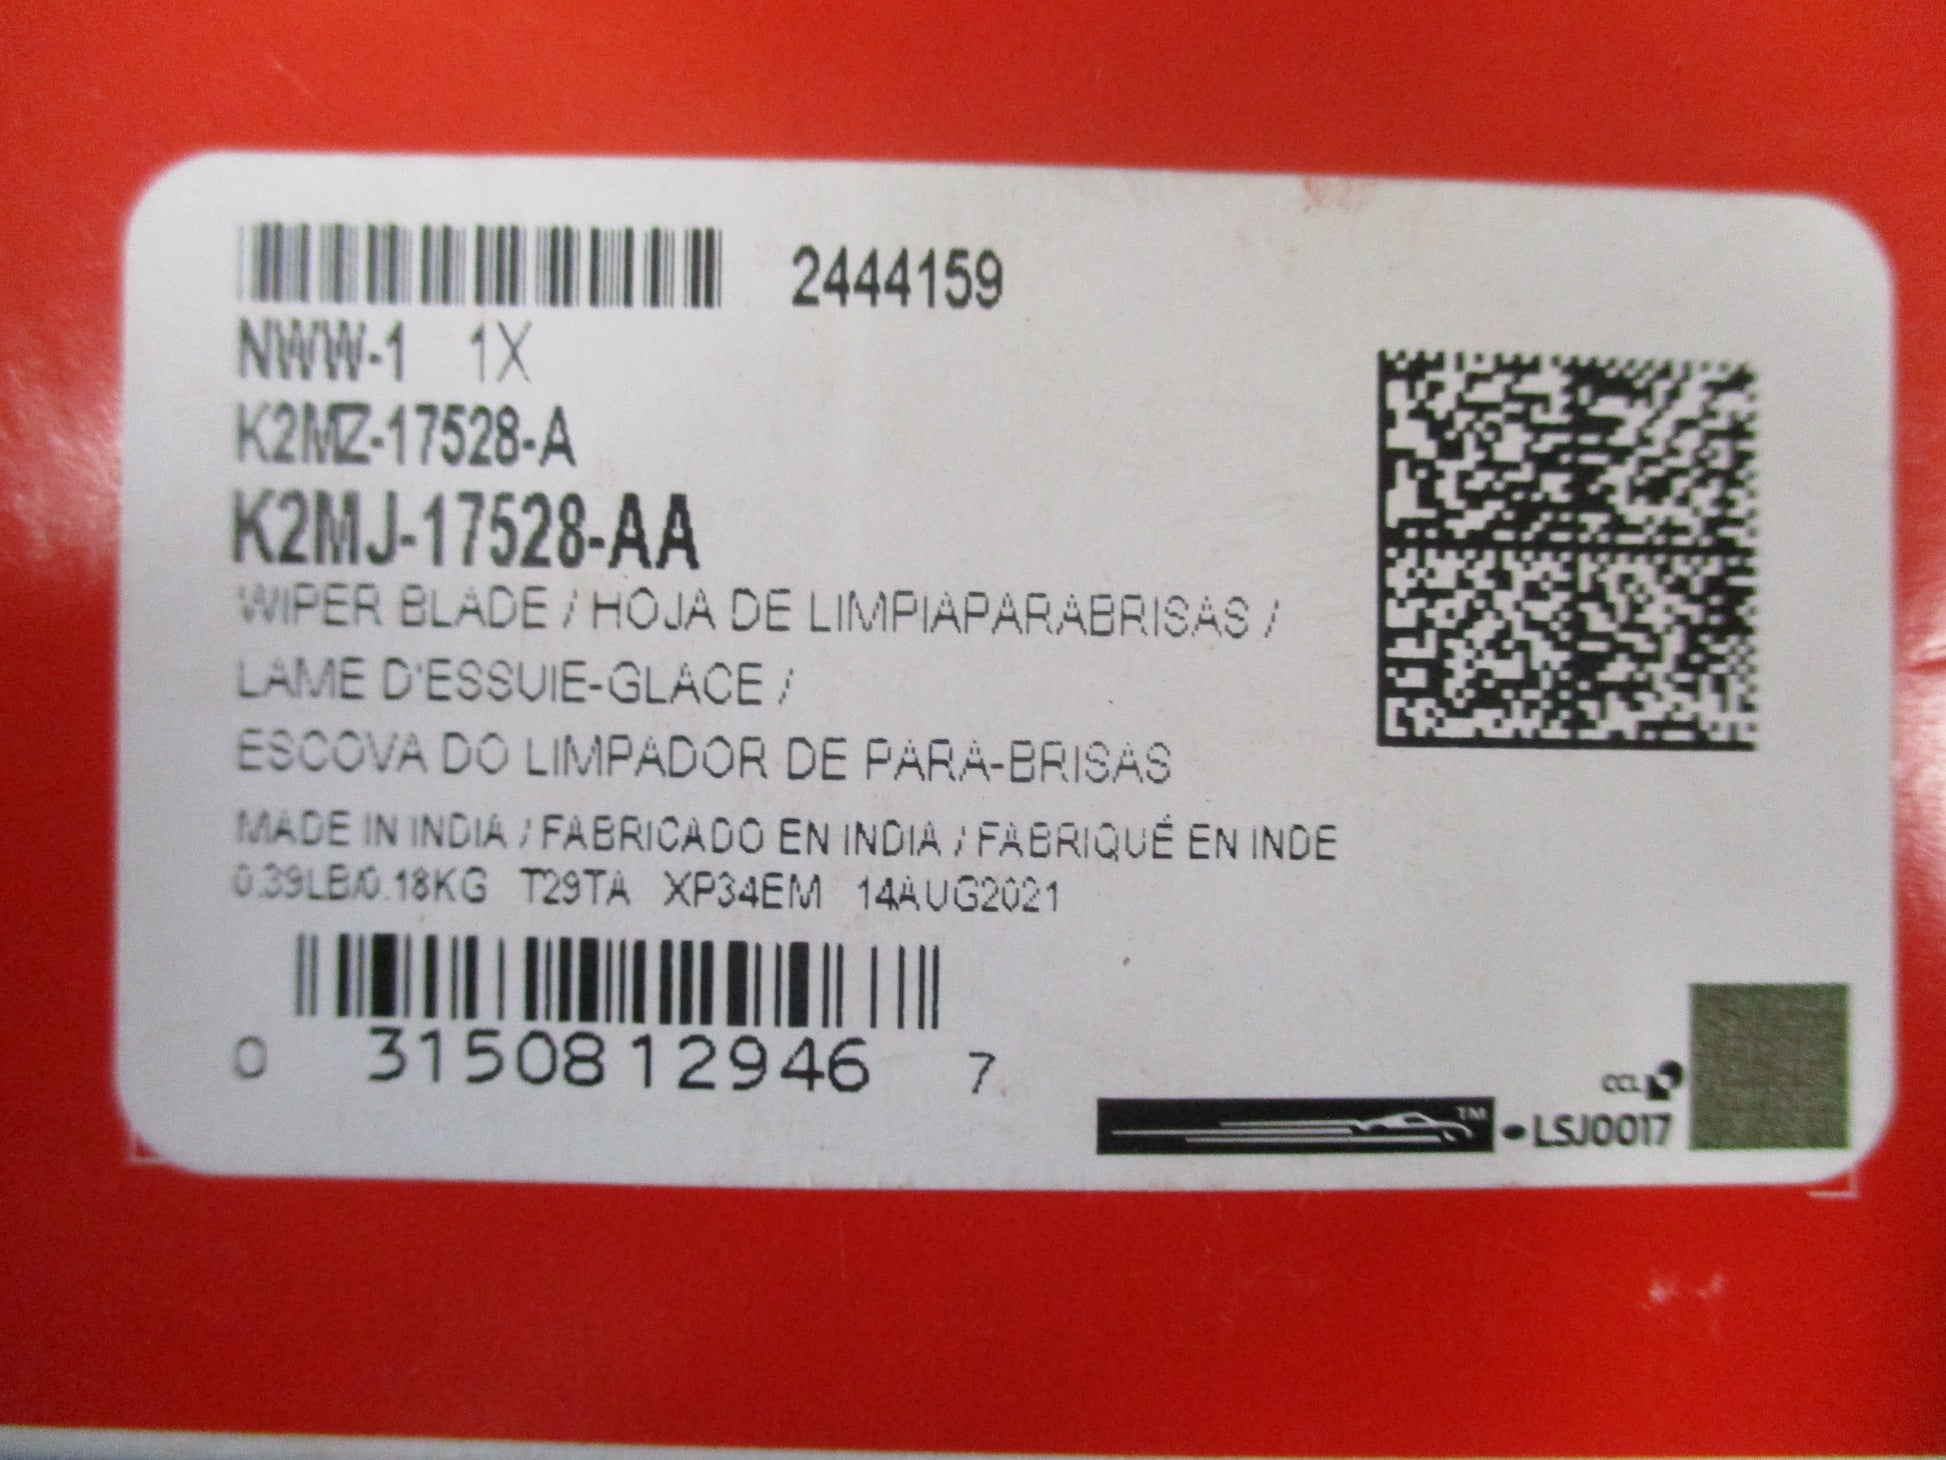 2444159
NWW-1 1X
K2MZ-17528-A
K2MJ-17528-AA
WIPER BLADE / HOJA DE LIMPIAPARABRISAS /
LAME D'ESSUIE-GLACE /
ESCOVA DO LIMPADOR DE PARA-BRISAS
MADE IN INDIA / FABRICADO EN INDIA / FABRIQUÉ EN INDE
0.39LB/0.18KG T29TA XP34EM 14AUG2021
0 3150812946 7
TM
CCL
LSJ0017